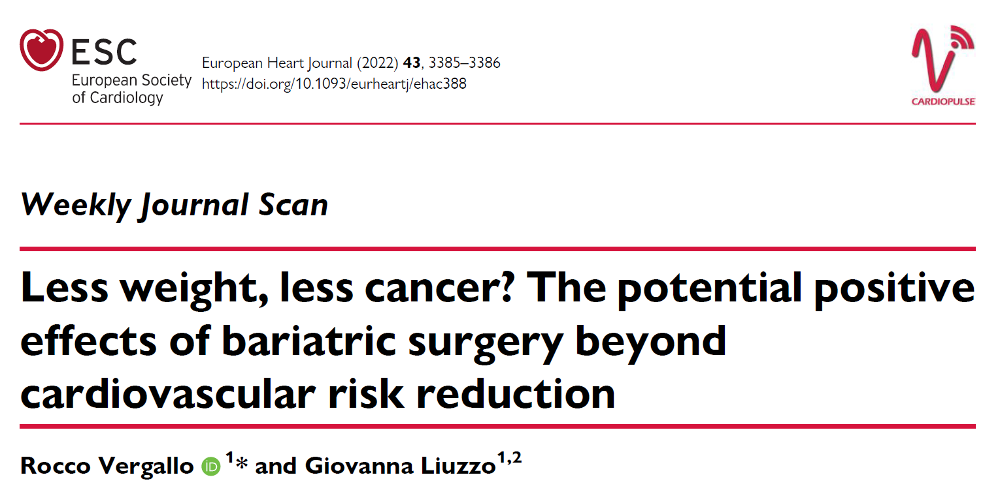 ESC
European Society
of Cardiology
European Heart Journal (2022) 43, 3385–3386
https://doi.org/10.1093/eurheartj/ehac388
CARDIOPULSE
Weekly Journal Scan
Less weight, less cancer? The potential positive
effects of bariatric surgery beyond
cardiovascular risk reduction
Rocco Vergallo iD 1* and Giovanna Liuzzo1,2